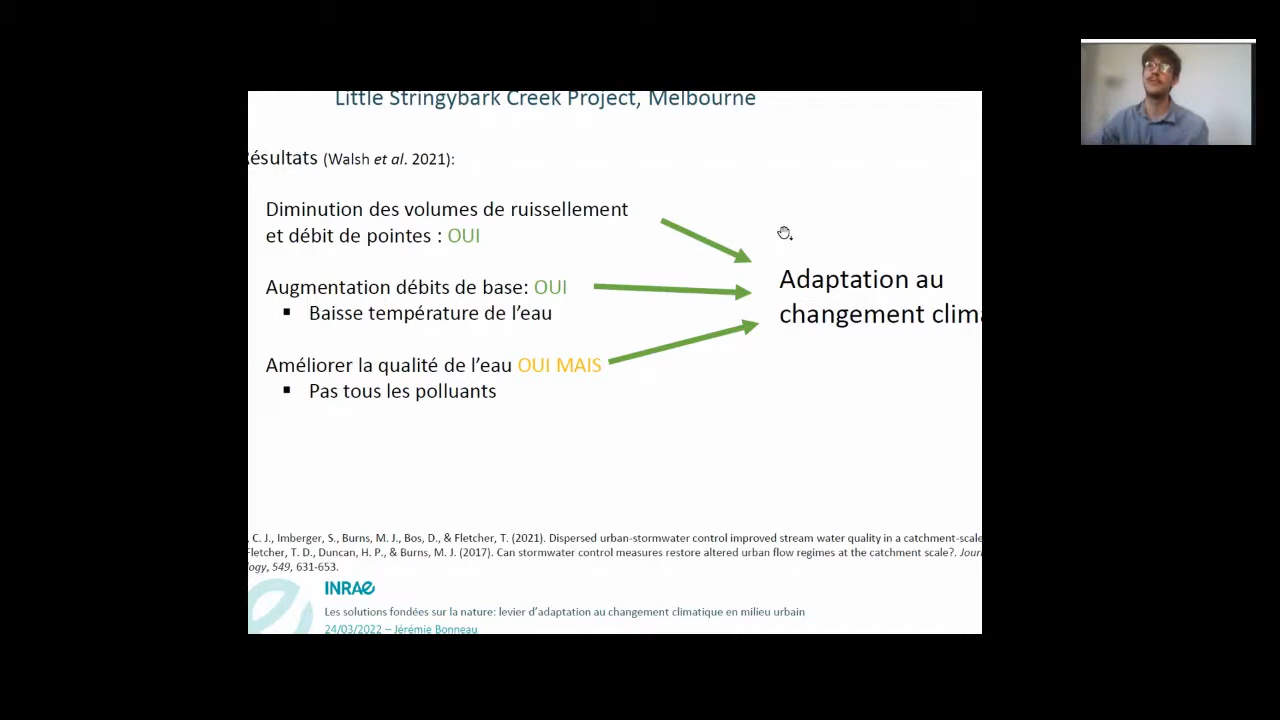 Little Stringybark Creek Project, Melbourne
Résultats (Walsh et al. 2021):
Diminution des volumes de ruissellement
et débit de pointes : OUI
Augmentation débits de base: OUI
▪ Baisse température de l'eau
Améliorer la qualité de l'eau OUI MAIS
▪ Pas tous les polluants
Adaptation au
changement clima
C. J., Imberger, S., Burns, M. J., Bos, D., & Fletcher, T. (2021). Dispersed urban-stormwater control improved stream water quality in a catchment-scale
Fletcher, T. D., Duncan, H. P., & Burns, M. J. (2017). Can stormwater control measures restore altered urban flow regimes at the catchment scale?. Journ
ogy, 549, 631-653.
INRAE
Les solutions fondées sur la nature: levier d'adaptation au changement climatique en milieu urbain
24/03/2022 – Jérémie Bonneau